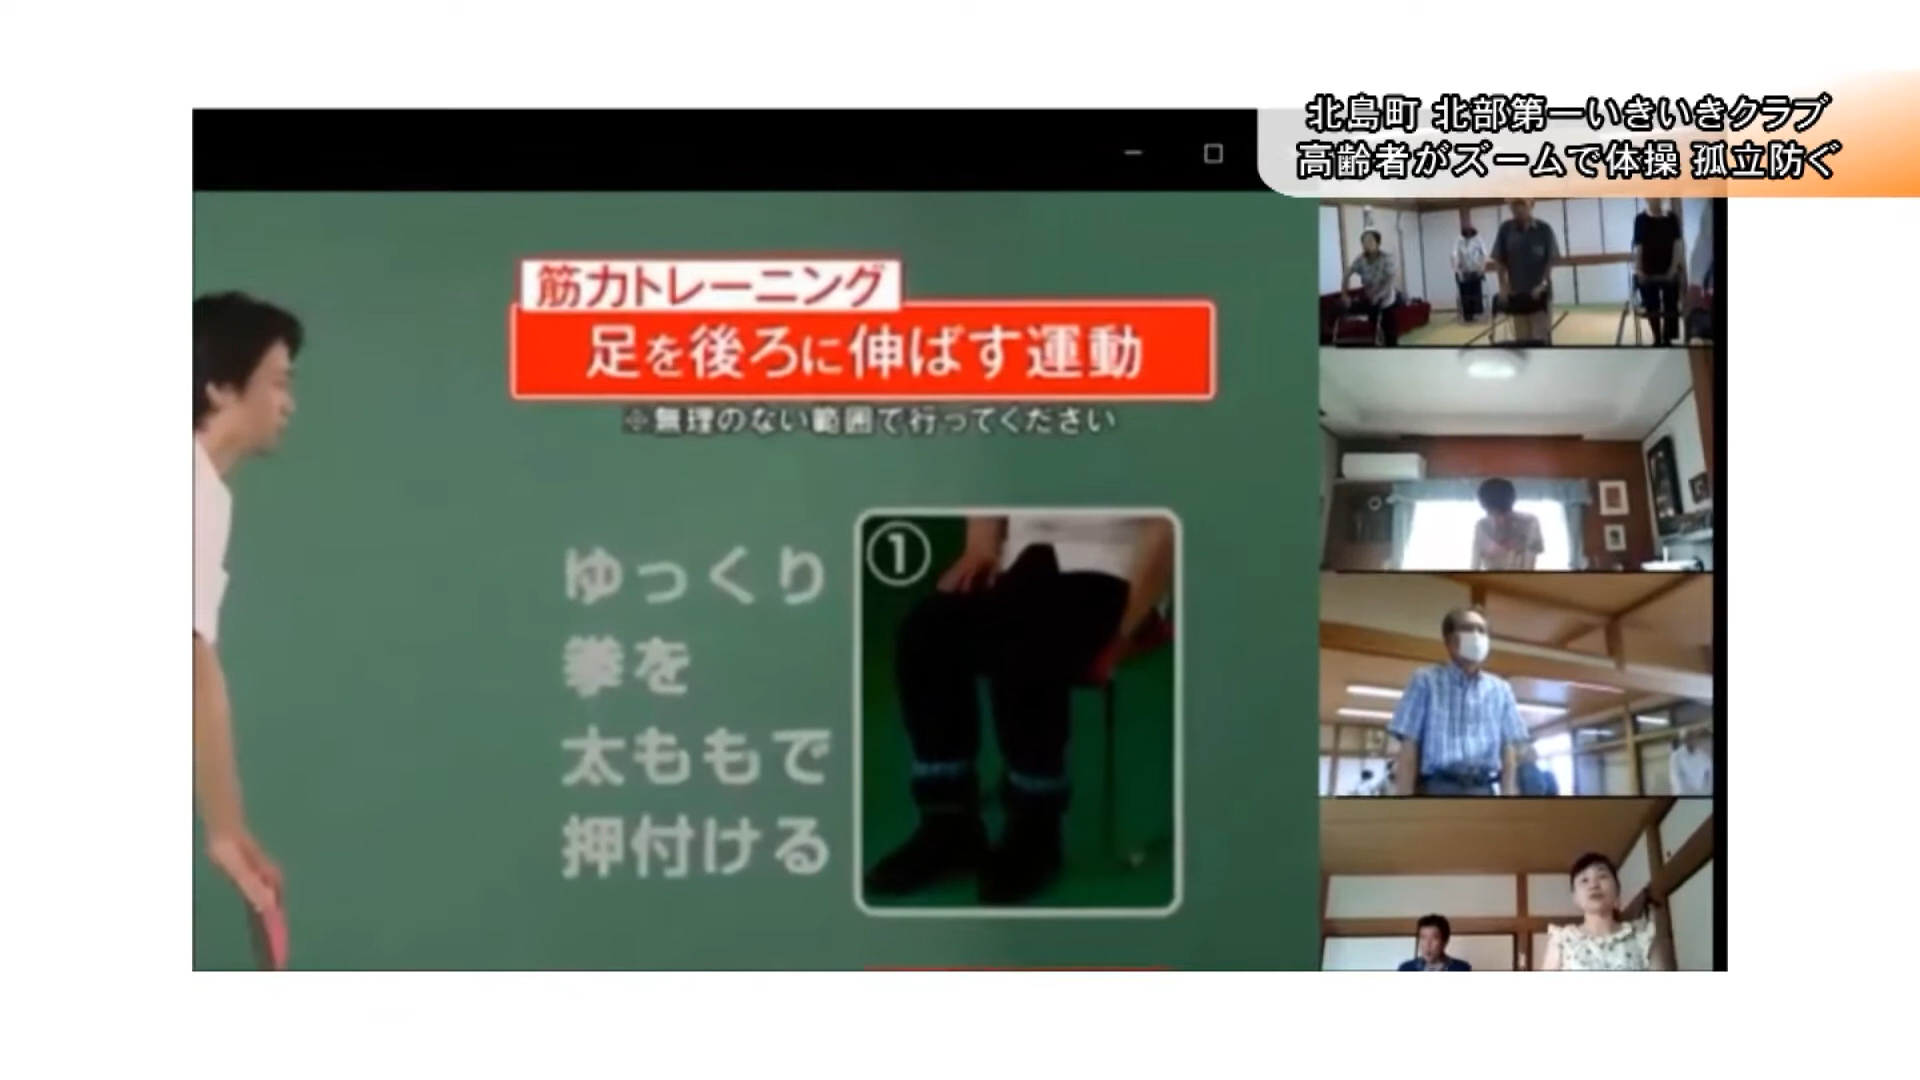 北島町 北部第一いきいきクラブ
高齢者がズームで体操 孤立防ぐ
筋力トレーニング
足を後ろに伸ばす運動
※無理のない範囲で行ってください
ゆっくり
拳を
太ももで
押付ける
①